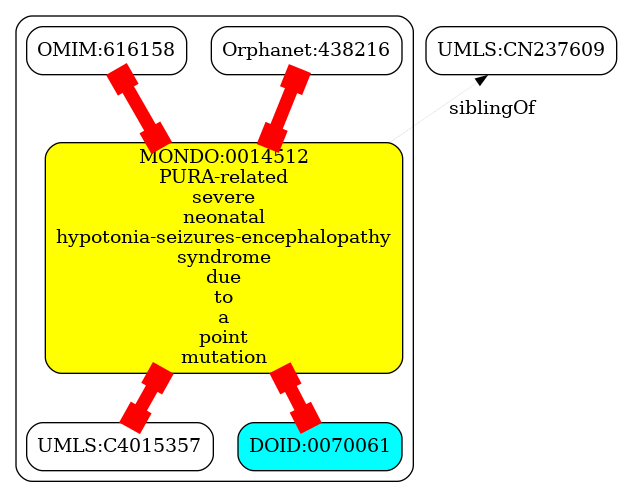 OMIM:616158
Orphanet:438216
UMLS:CN237609
siblingOf
MONDO:0014512
PURA-related
severe
neonatal
hypotonia-seizures-encephalopathy
syndrome
due
to
a
point
mutation
UMLS:C4015357
DOID:0070061